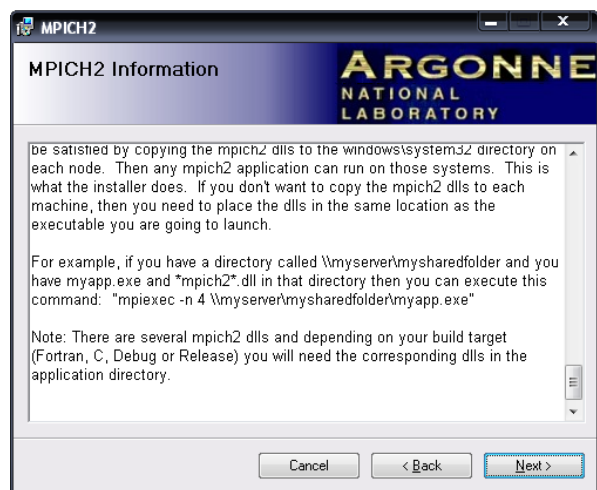 MPICH2
MPICH2 Information
ARGONNE
NATIONAL
LABORATORY
be satisfied by copying the mpich2 dlls to the windows\system32 directory on
each node. Then any mpich2 application can run on those systems. This is
what the installer does. If you don't want to copy the mpich2 dlls to each
machine, then you need to place the dlls in the same location as the
executable you are going to launch.
For example, if you have a directory called \\myserver\mysharedfolder and you
have myapp.exe and *mpich2*.dll in that directory then you can execute this
command: "mpiexec -n 4 \\myserver\mysharedfolder\myapp.exe"
Note: There are several mpich2 dlls and depending on your build target
(Fortran, C, Debug or Release) you will need the corresponding dlls in the
application directory.
Cancel
< Back
Next >